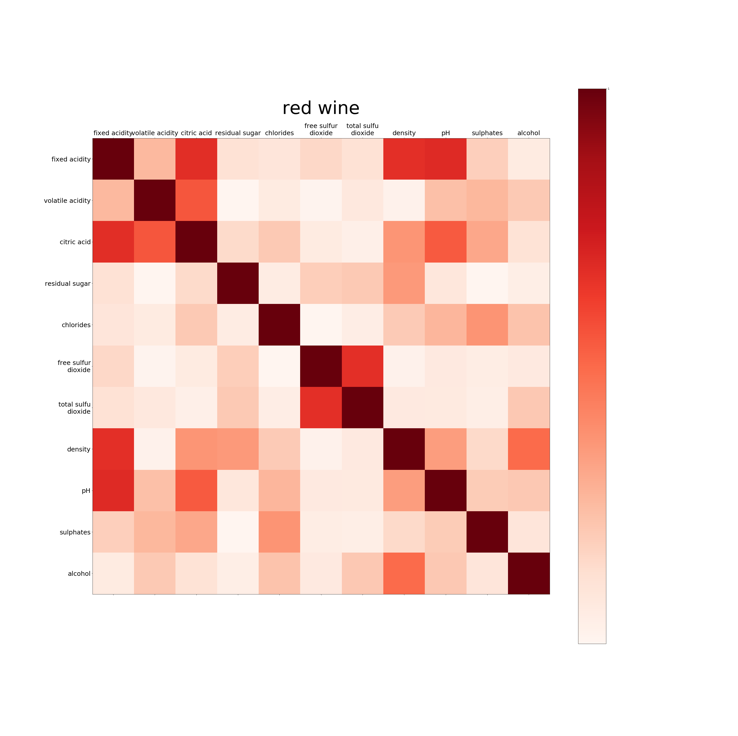 red wine
free sulfur total sulfu
fixed acidity volatile acidity citric acid residual sugar chlorides dioxide dioxide density pH sulphates alcohol
fixed acidity
volatile acidity
citric acid
residual sugar
chlorides
free sulfur
dioxide
total sulfu
dioxide
density
pH
sulphates
alcohol